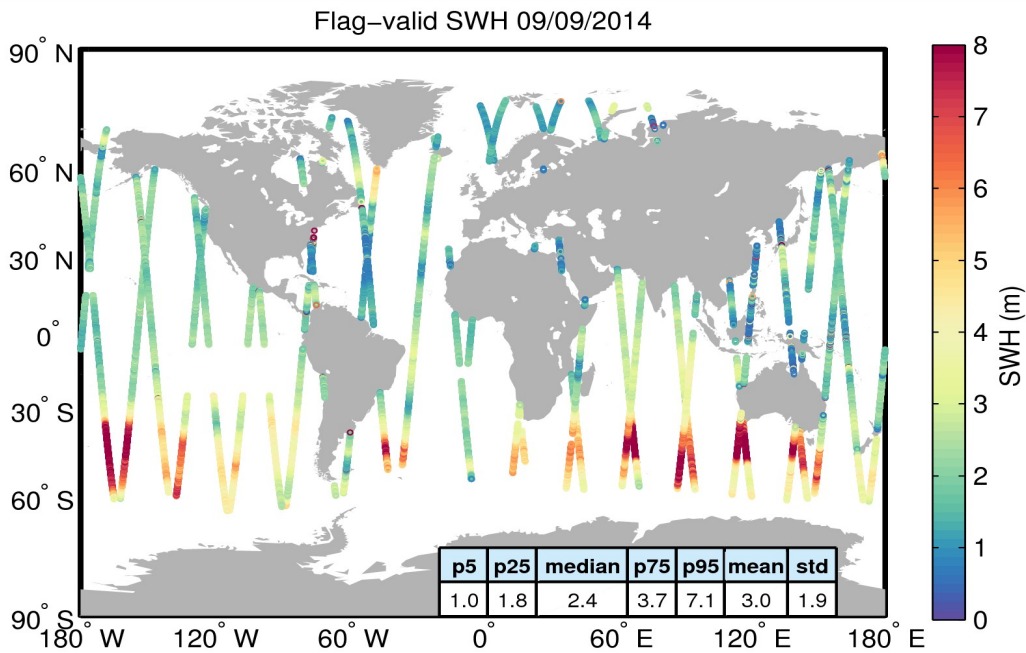 Flag−valid SWH 09/09/2014
90° N
60° N
30° N
0°
30° S
60° S
90° S
180° W
120° W
60° W
0°
60° E
120° E
180° E
p5 p25 median p75 p95 mean std
1.0 1.8 2.4 3.7 7.1 3.0 1.9
8
7
6
5
4
3
2
1
0
SWH (m)